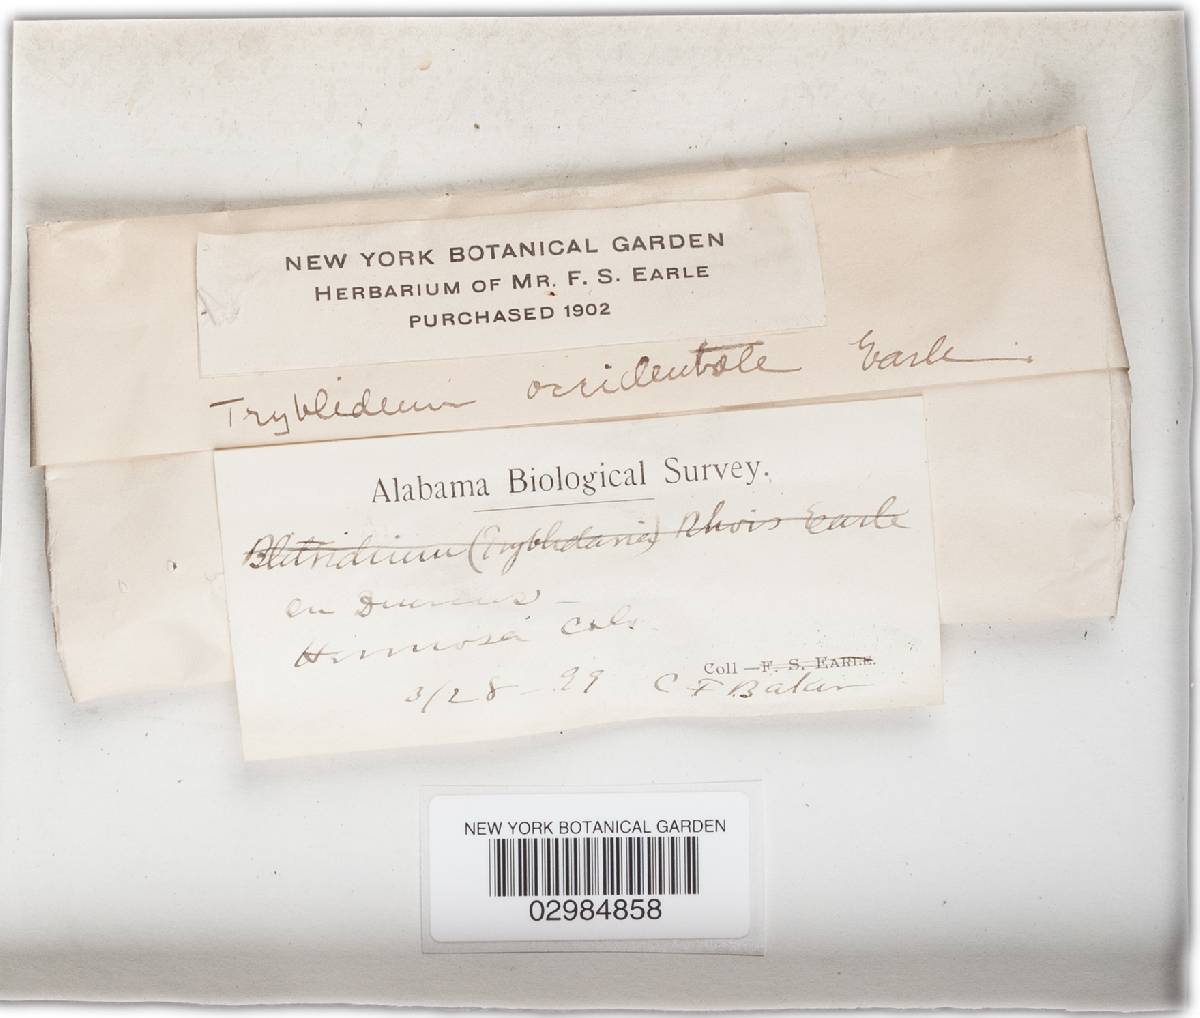 NEW YORK BOTANICAL GARDEN
HERBARIUM OF MR. F. S. EARLE
PURCHASED 1902
Tryblidium occidentale Earle.
Alabama Biological Survey.
(Tryblidaria) Rhois Earle
on
Hermosa Colo.
Coll — F. S. EARLE.
3/28-99 C F Baker
NEW YORK BOTANICAL GARDEN
02984858